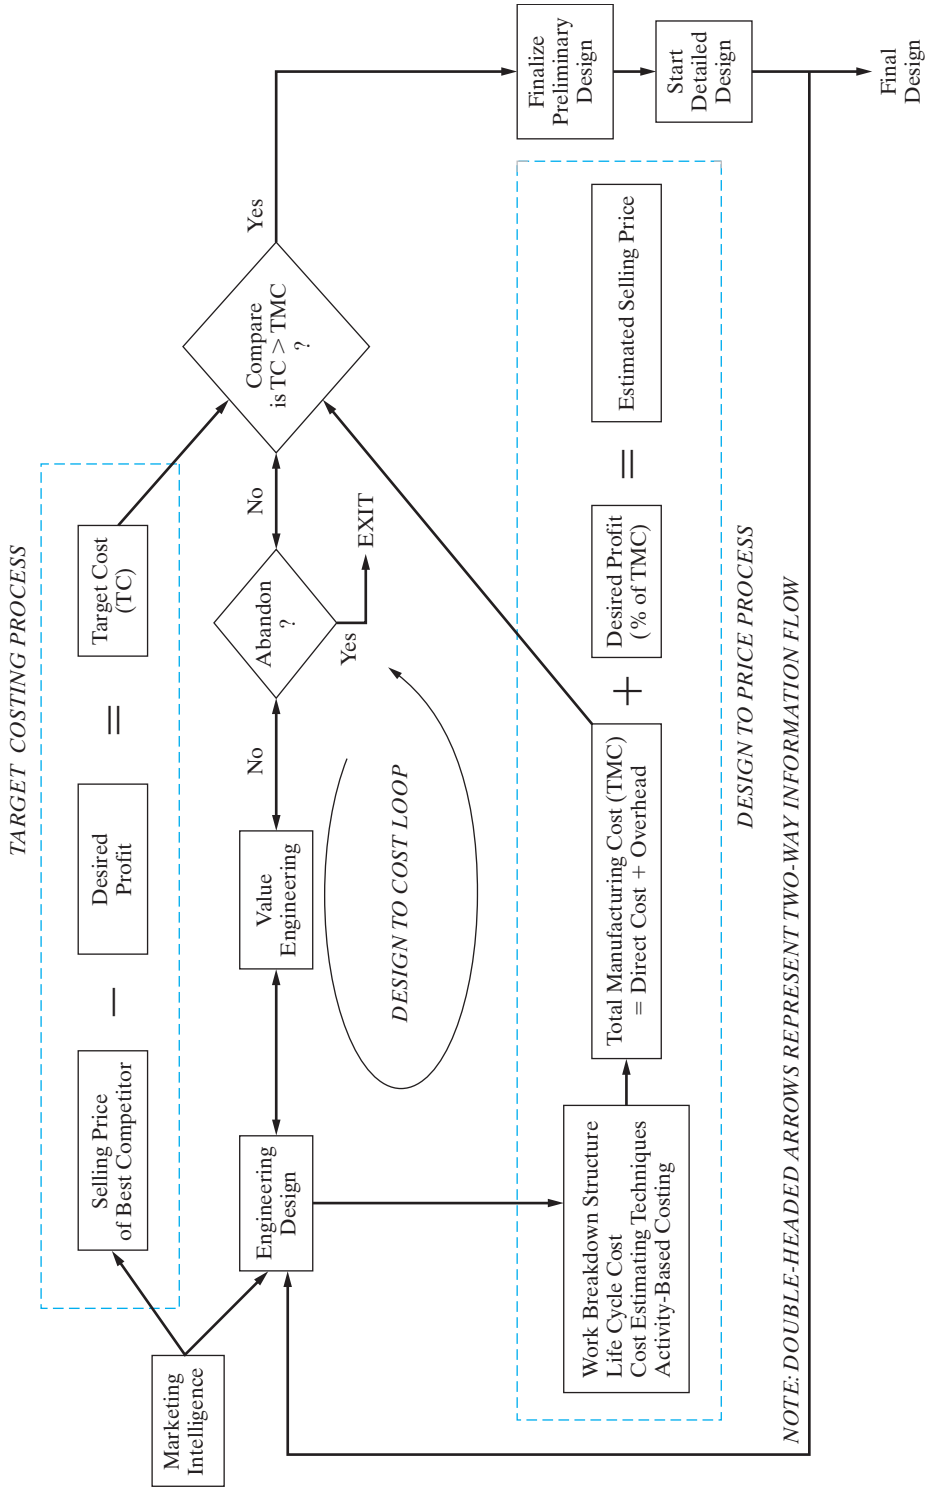 TARGET COSTING PROCESS
Marketing
Intelligence
Selling Price
of Best Competitor
−
Desired
Profit
=
Target Cost
(TC)
Engineering
Design
Value
Engineering
No
Abandon
?
Yes
EXIT
No
Compare
is TC > TMC
?
Yes
DESIGN TO COST LOOP
Finalize
Preliminary
Design
Start
Detailed
Design
Final
Design
Work Breakdown Structure
Life Cycle Cost
Cost Estimating Techniques
Activity-Based Costing
Total Manufacturing Cost (TMC)
= Direct Cost + Overhead
+
Desired Profit
(% of TMC)
=
Estimated Selling Price
DESIGN TO PRICE PROCESS
NOTE: DOUBLE-HEADED ARROWS REPRESENT TWO-WAY INFORMATION FLOW